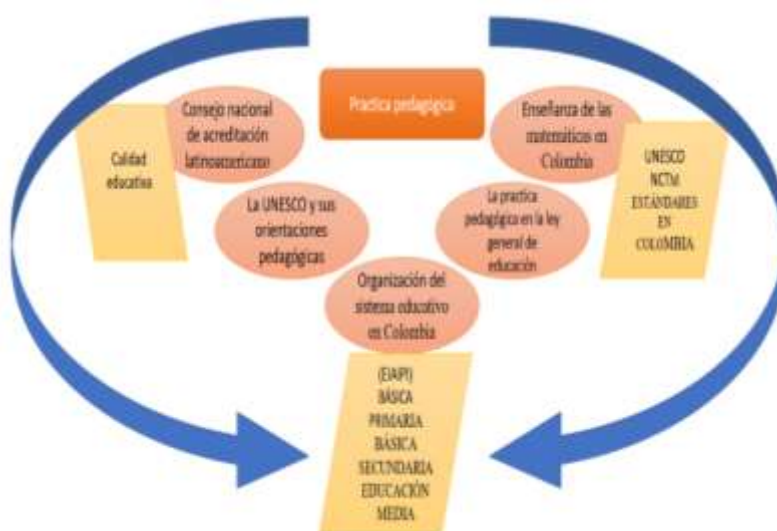 Practica pedagógica
Consejo nacional
de acreditación
latinoamericano
Enseñanza de las
matemáticas en
Colombia
Calidad
educativa
UNESCO
NCTM
ESTÁNDARES
EN
COLOMBIA
La UNESCO y sus
orientaciones
pedagógicas
La practica
pedagógica en la ley
general de
educación
Organización del
sistema educativo
en Colombia
(EIAIPI)
BÁSICA
PRIMARIA
BÁSICA
SECUNDARIA
EDUCACIÓN
MEDIA